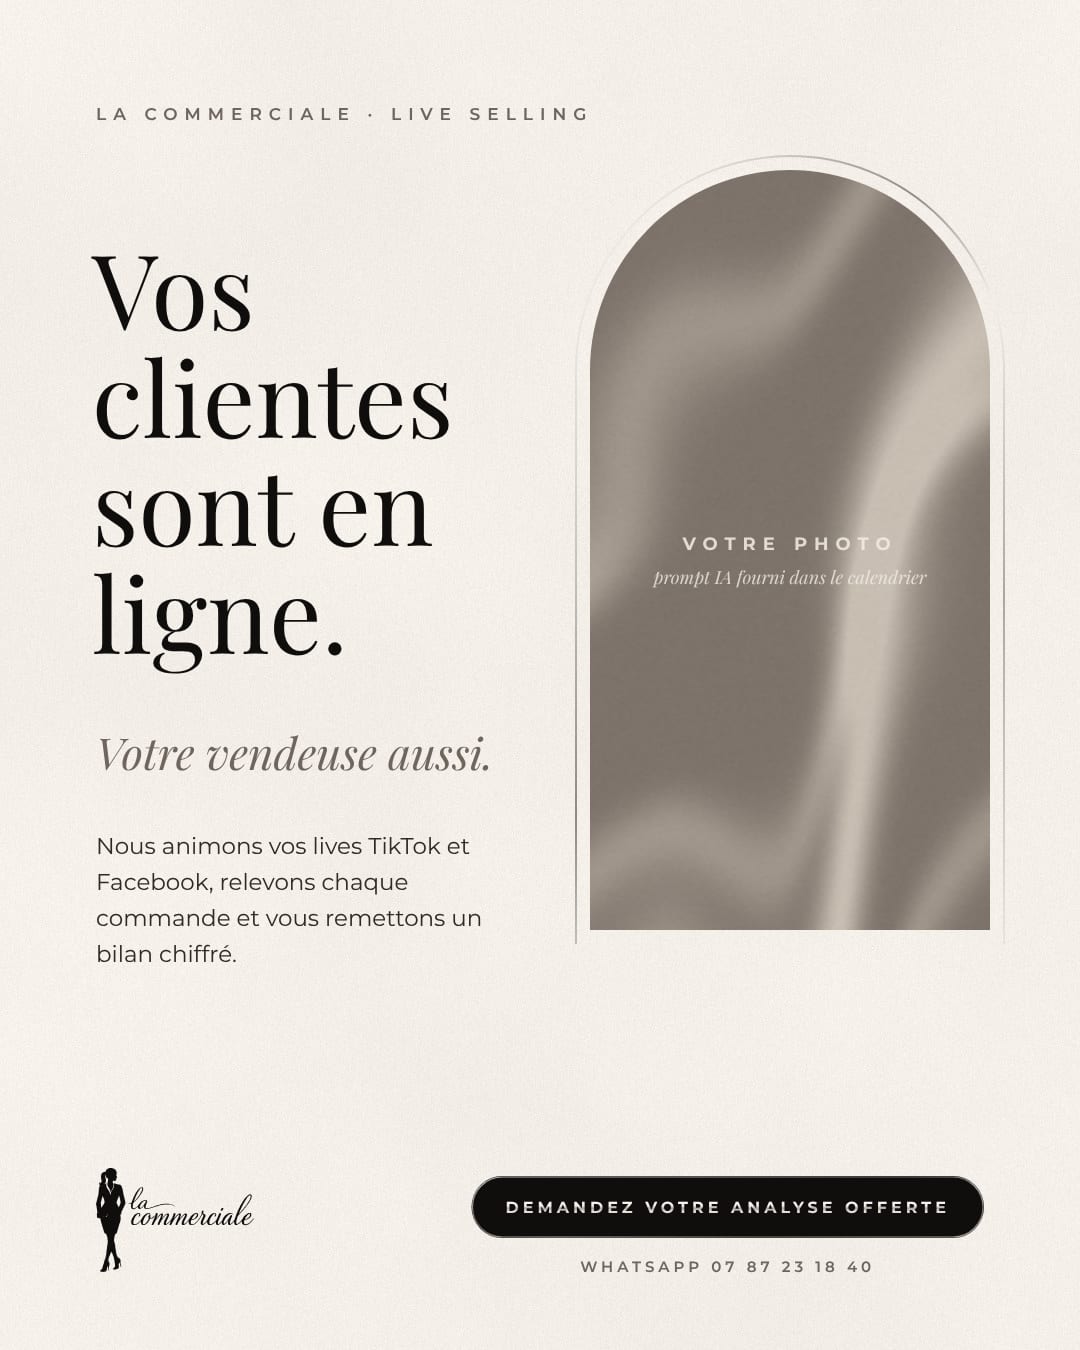 LA COMMERCIALE · LIVE SELLING
Vos
clientes
sont en
ligne.
Votre vendeuse aussi.
Nous animons vos lives TikTok et
Facebook, relevons chaque
commande et vous remettons un
bilan chiffré.
VOTRE PHOTO
prompt IA fourni dans le calendrier
la
commerciale
DEMANDEZ VOTRE ANALYSE OFFERTE
WHATSAPP 07 87 23 18 40